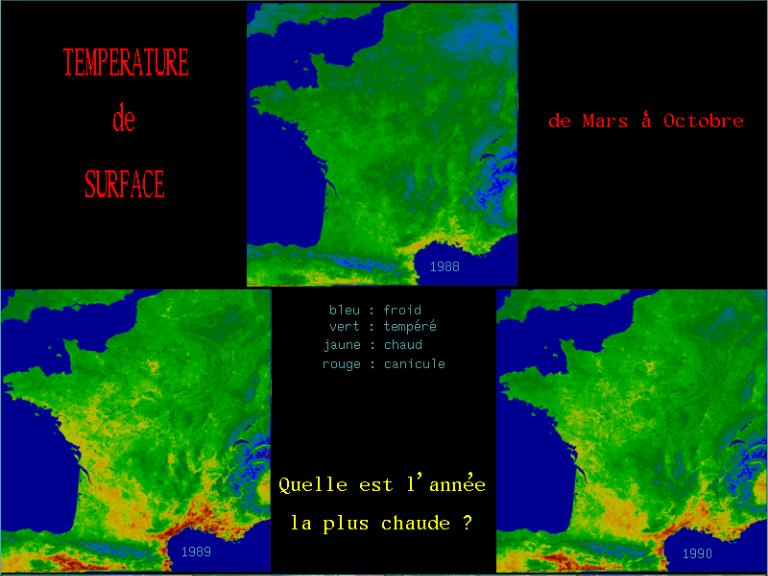 TEMPERATURE
de
SURFACE
de Mars á Octobre
1988
bleu : froid
vert : tempéré
jaune : chaud
rouge : canicule
Quelle est l'année
la plus chaude ?
1989
1990